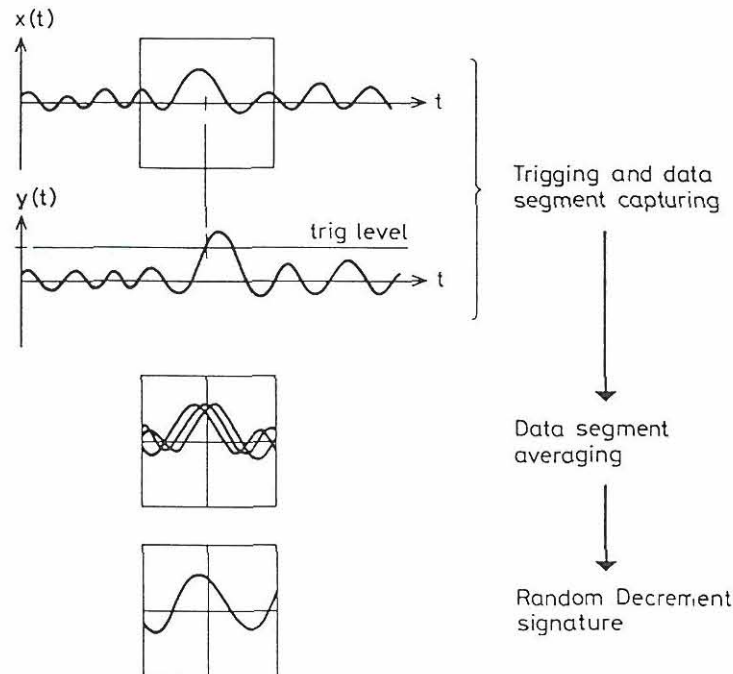 x(t)
t
Trigging and data
segment capturing
y(t)
trig level
t
Data segment
averaging
Random Decrement
signature